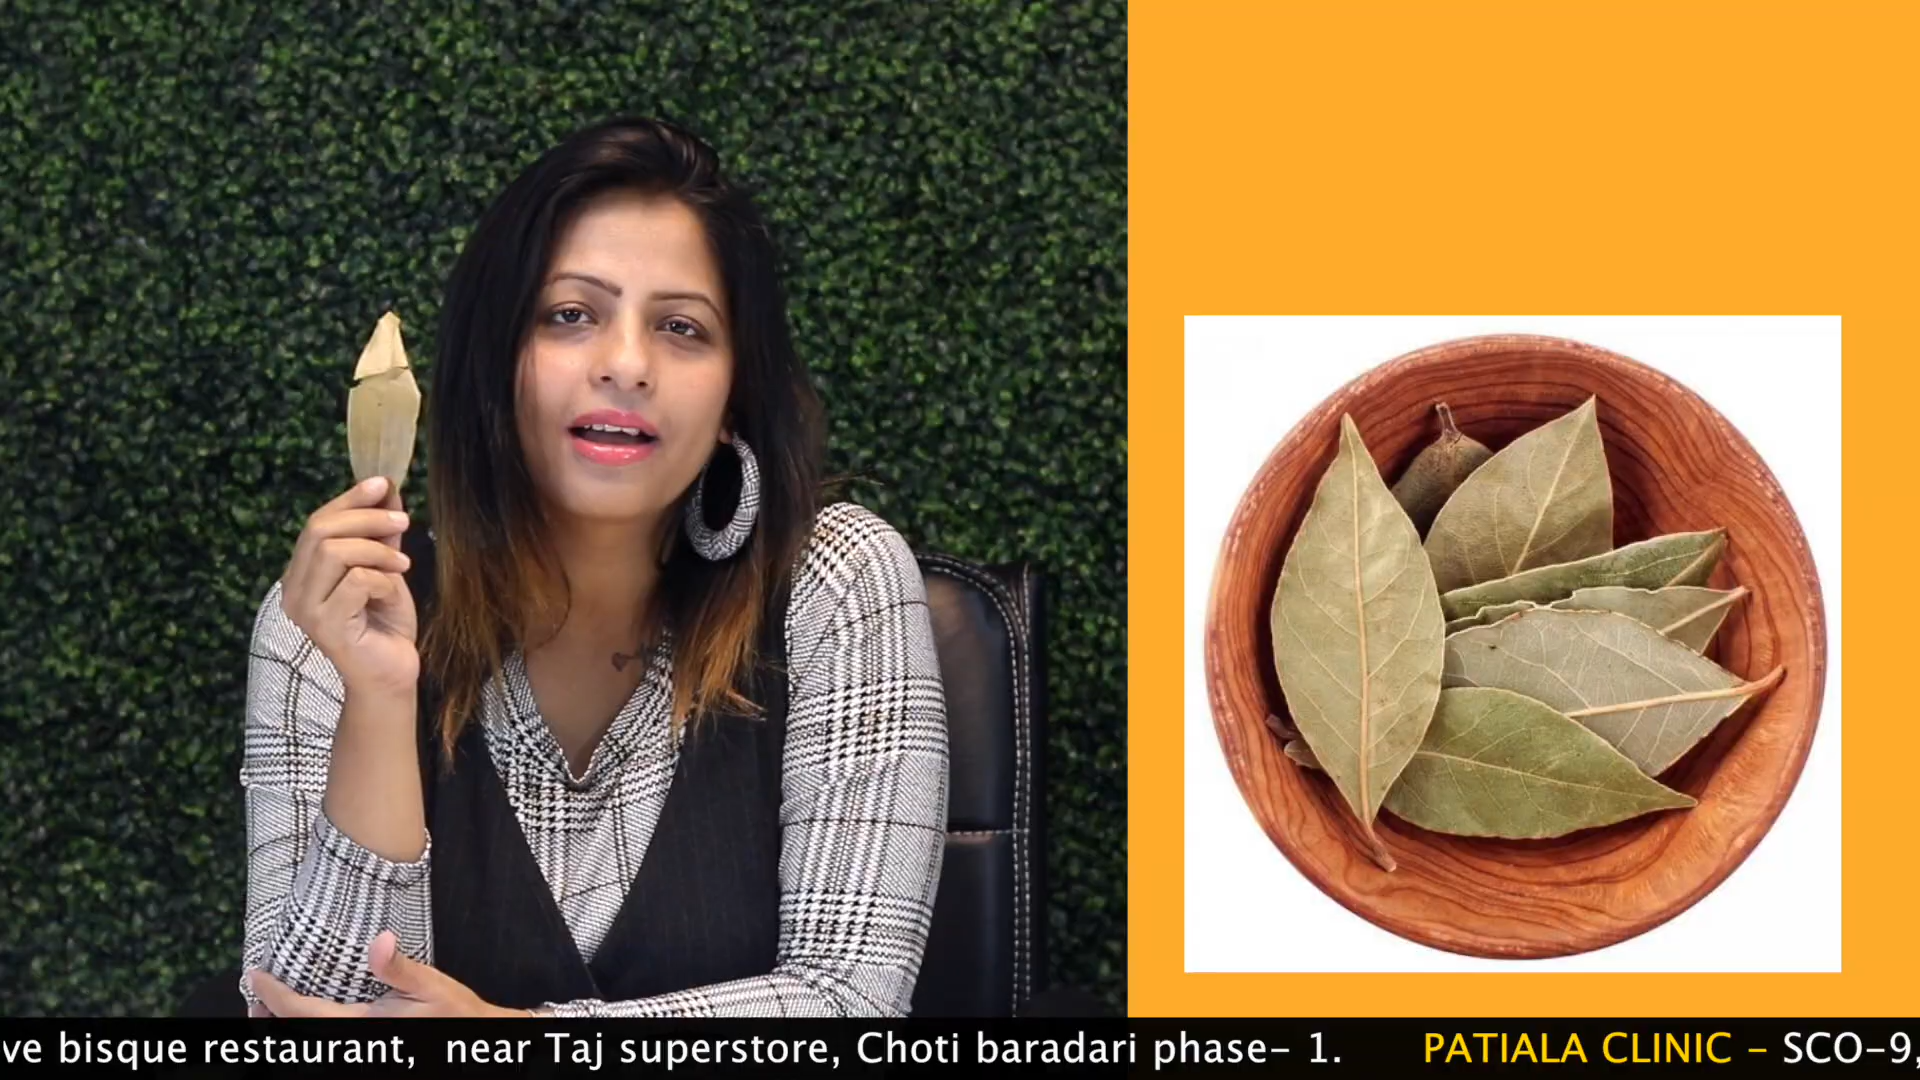 ve bisque restaurant, near Taj superstore, Choti baradari phase- 1. PATIALA CLINIC - SCO-9,